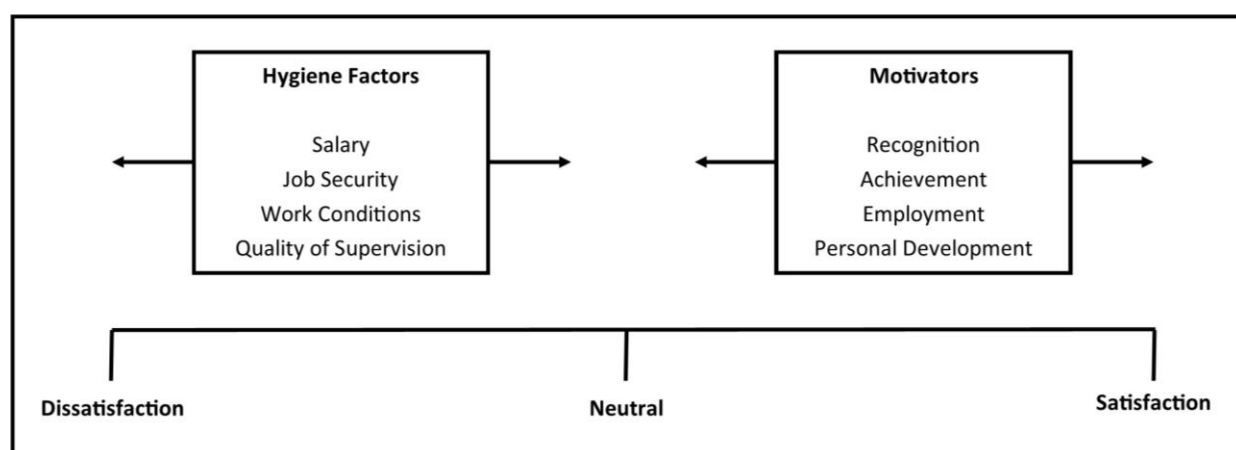 Hygiene Factors
Salary
Job Security
Work Conditions
Quality of Supervision
Motivators
Recognition
Achievement
Employment
Personal Development
Dissatisfaction
Neutral
Satisfaction